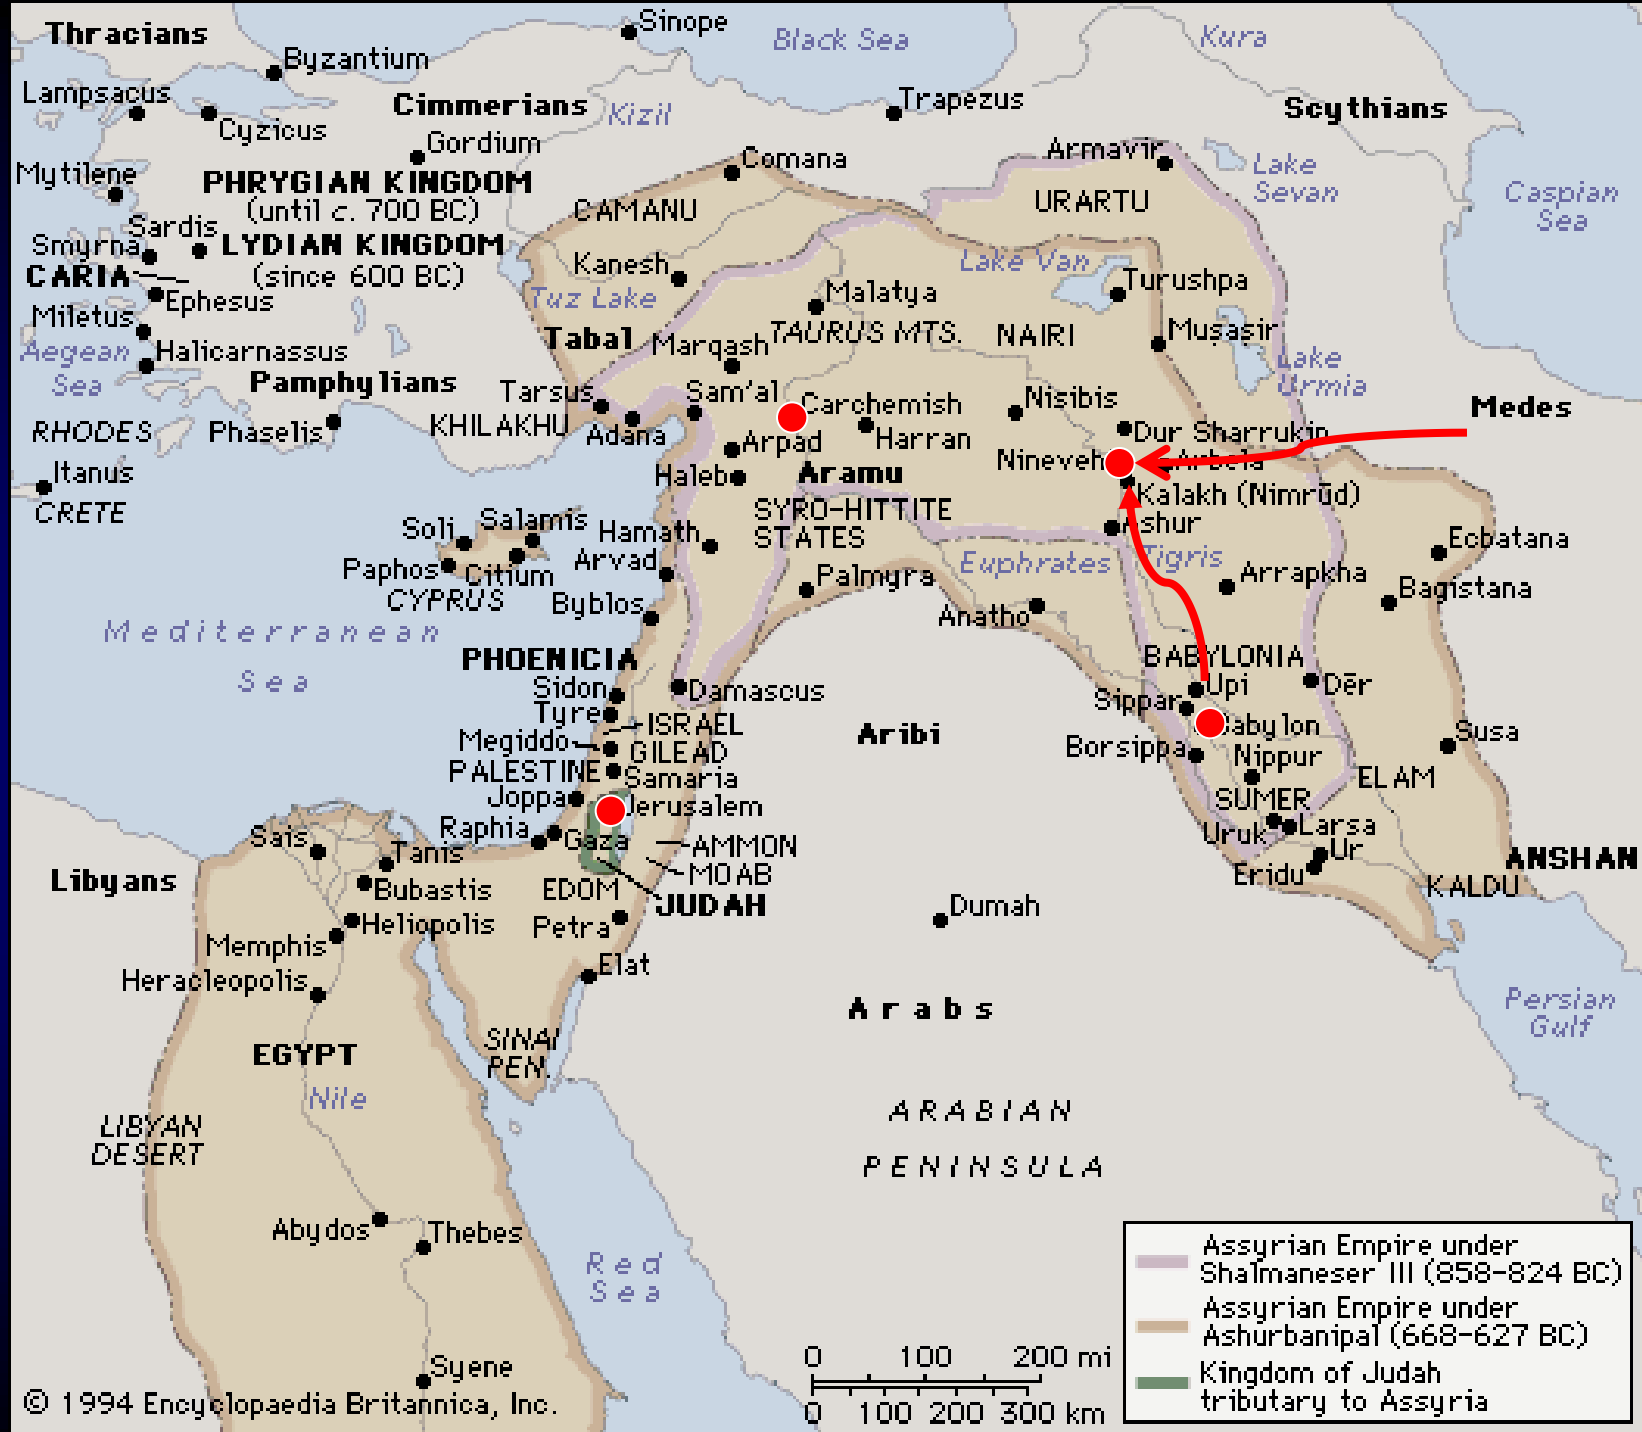 Thracians
Sinope
Black Sea
Kura
Byzantium
Lampsacus
Cimmerians
Kizil
Trapezus
Scythians
Cyzicus
Gordium
Comana
Armavir
Lake
Sevan
Mytilene
PHRYGIAN KINGDOM
(until c. 700 BC)
CAMANU
URARTU
Caspian
Sea
Sardis
Smyrna
LYDIAN KINGDOM
(since 600 BC)
CARIA
Kanesh
Lake Van
Turushpa
Ephesus
Tuz Lake
Malatya
Miletus
Tabal
Marqash
TAURUS MTS.
NAIRI
Muṣaṣir
Aegean
Sea
Halicarnassus
Lake
Urmia
Pamphylians
Tarsus
Sam'al
Carchemish
Nisibis
Medes
RHODES
Phaselis
KHILAKHU
Adana
Arpad
Harran
Dur Sharrukin
Itanus
Haleb
Aramu
Nineveh
Arbela
CRETE
Kalakh (Nimrūd)
Soli
Salamis
Hamath
SYRO-HITTITE
STATES
Ashur
Ecbatana
Paphos
Citium
Arvad
Euphrates
Tigris
CYPRUS
Palmyra
Arrapkha
Bagistana
Byblos
Anatho
Mediterranean
Sea
PHOENICIA
BABYLONIA
Sidon
Damascus
Upi
Dēr
Tyre
Sippar
ISRAEL
Aribi
Babylon
Susa
Megiddo
GILEAD
Borsippa
Nippur
PALESTINE
Samaria
ELAM
Joppa
Jerusalem
SUMER
Sais
Raphia
Gaza
Uruk
Larsa
Tanis
AMMON
Ur
ANSHAN
Libyans
Bubastis
EDOM
MOAB
Eridu
KALDU
JUDAH
Heliopolis
Petra
Dumah
Memphis
Heracleopolis
Elat
Arabs
Persian
Gulf
SINAI
PEN.
EGYPT
Nile
LIBYAN
DESERT
ARABIAN
PENINSULA
Abydos
Thebes
Red
Sea
Syene
Assyrian Empire under
Shalmaneser III (858–824 BC)
Assyrian Empire under
Ashurbanipal (668–627 BC)
Kingdom of Judah
tributary to Assyria
0 100 200 mi
0 100 200 300 km
© 1994 Encyclopaedia Britannica, Inc.